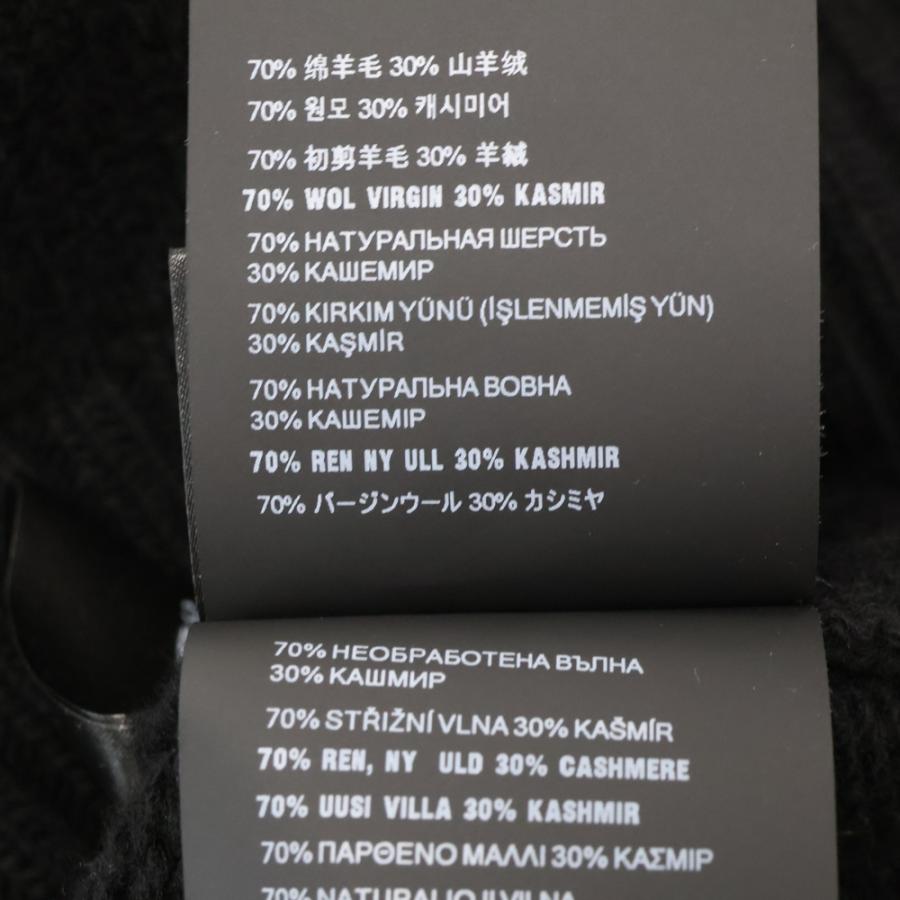 70% 绵羊毛 30% 山羊绒
70% 원모 30% 캐시미어
70% 初剪羊毛 30% 羊絨
70% WOL VIRGIN 30% KASMIR
70% НАТУРАЛЬНАЯ ШЕРСТЬ
30% КАШЕМИР
70% KIRKIM YÜNÜ (İŞLENMEMİŞ YÜN)
30% KAŞMİR
70% НАТУРАЛЬНА ВОВНА
30% КАШЕМІР
70% REN NY ULL 30% KASHMIR
70% バージンウール 30% カシミヤ
70% НЕОБРАБОТЕНА ВЪЛНА
30% КАШМИР
70% STŘIŽNÍ VLNA 30% KAŠMÍR
70% REN, NY ULD 30% CASHMERE
70% UUSI VILLA 30% KASHMIR
70% ΠΑΡΘΕΝΟ ΜΑΛΛΙ 30% ΚΑΣΜΙΡ
70% NATURALIOJI VILNA